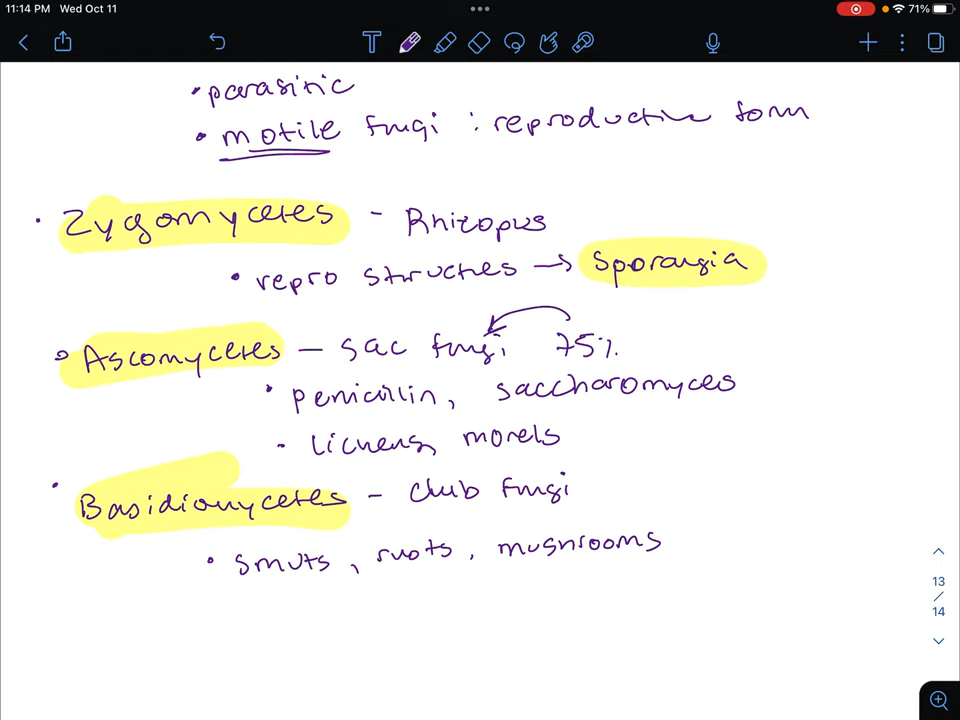 11:14 PM Wed Oct 11
71%
• parasitic
• motile fungi : reproductive form
• Zygomycetes - Rhizopus
• repro structures → Sporangia
• Ascomycetes — sac fungi 75%
• penicillin, saccharomyces
- lichens, morels
• Basidiomycetes - club fungi
• smuts, rusts, mushrooms
13
/
14